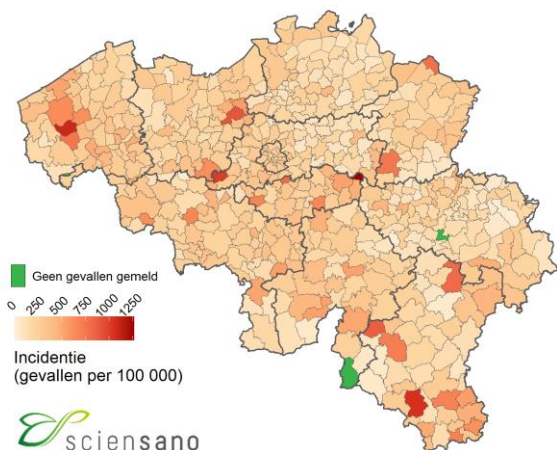 Geen gevallen gemeld
0 250 500 750 1000 1250
Incidentie
(gevallen per 100 000)
sciensano